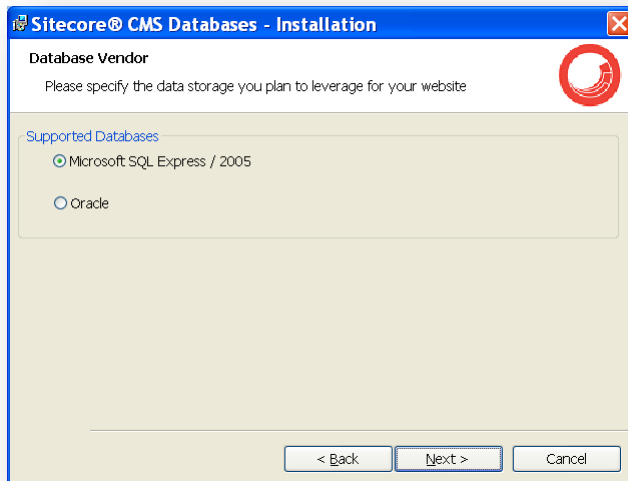 Sitecore® CMS Databases - Installation
Database Vendor
Please specify the data storage you plan to leverage for your website
Supported Databases
Microsoft SQL Express / 2005
Oracle
< Back Next > Cancel